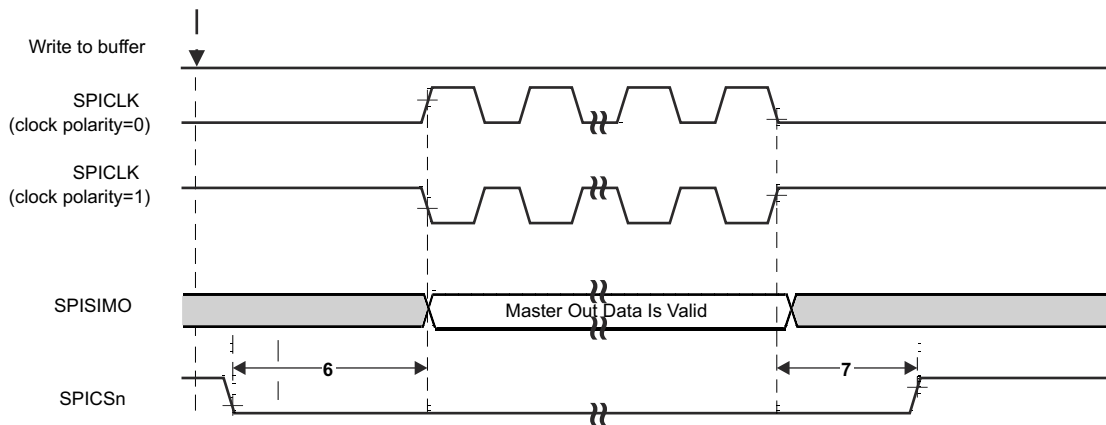 Write to buffer
SPICLK
(clock polarity=0)
SPICLK
(clock polarity=1)
SPISIMO
Master Out Data Is Valid
6
7
SPICSn